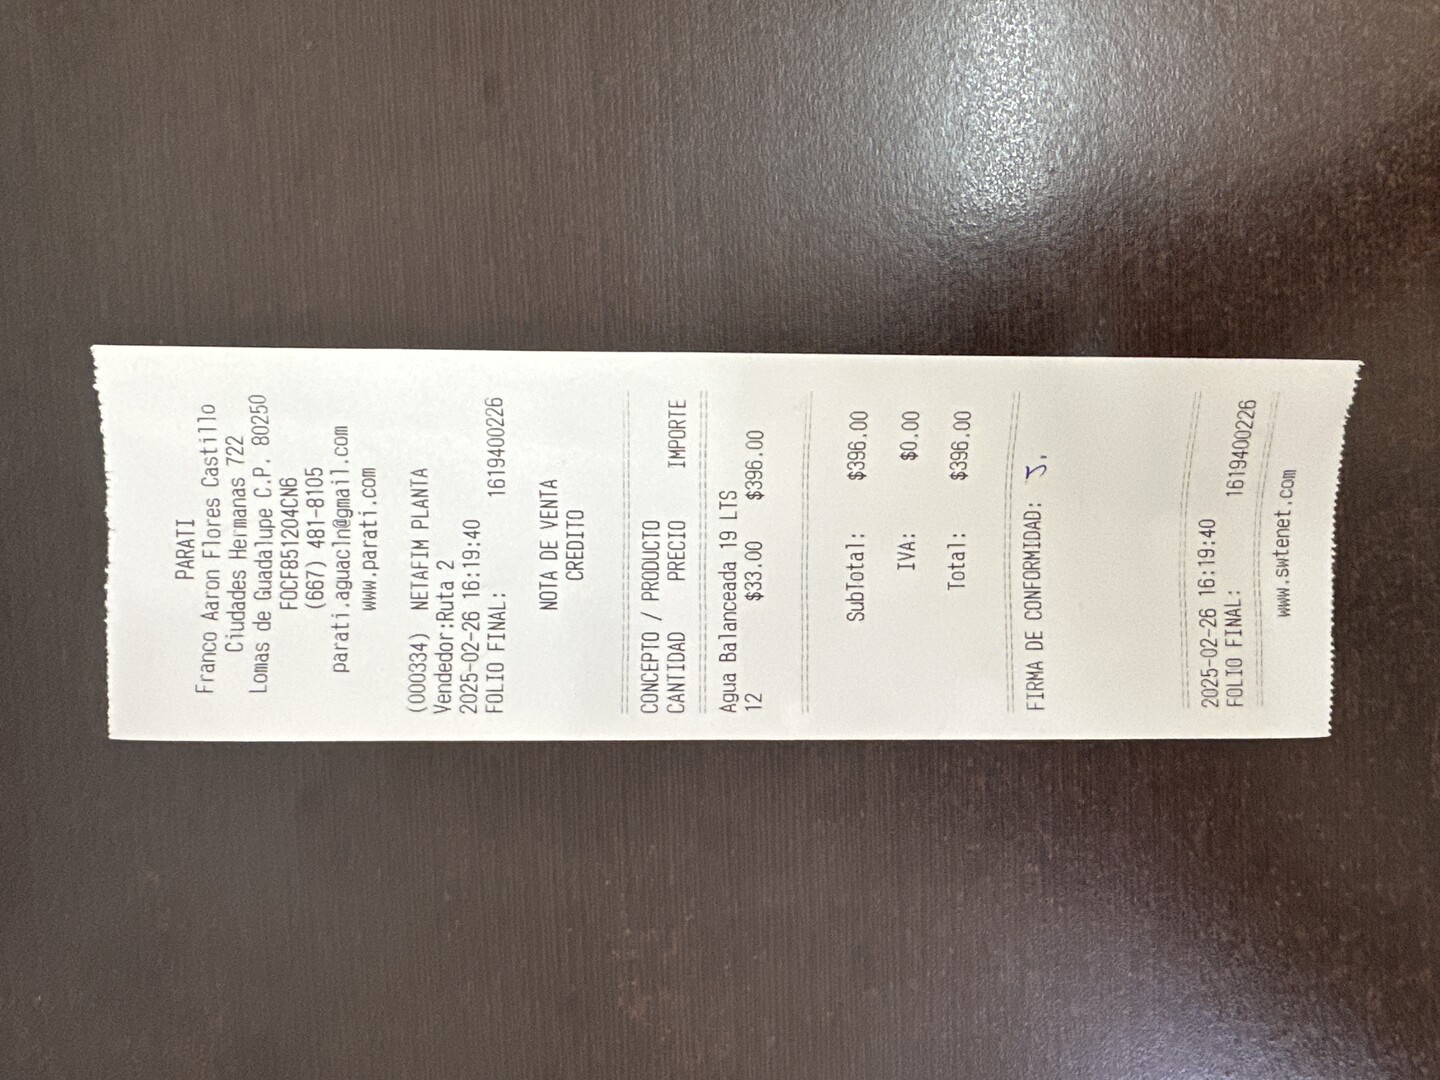 PARATI
Franco Aaron Flores Castillo
Ciudades Hermanas 722
Lomas de Guadalupe C.P. 80250
FOCF851204CN6
(667) 481-8105
parati.aguacln@gmail.com
www.parati.com
(000334) NETAFIM PLANTA
Vendedor:Ruta 2
2025-02-26 16:19:40
FOLIO FINAL: 1619400226
NOTA DE VENTA
CREDITO
CONCEPTO / PRODUCTO
CANTIDAD PRECIO IMPORTE
Agua Balanceada 19 LTS
12 $33.00 $396.00
SubTotal: $396.00
IVA: $0.00
Total: $396.00
FIRMA DE CONFORMIDAD: J.
2025-02-26 16:19:40
FOLIO FINAL: 1619400226
www.swtenet.com